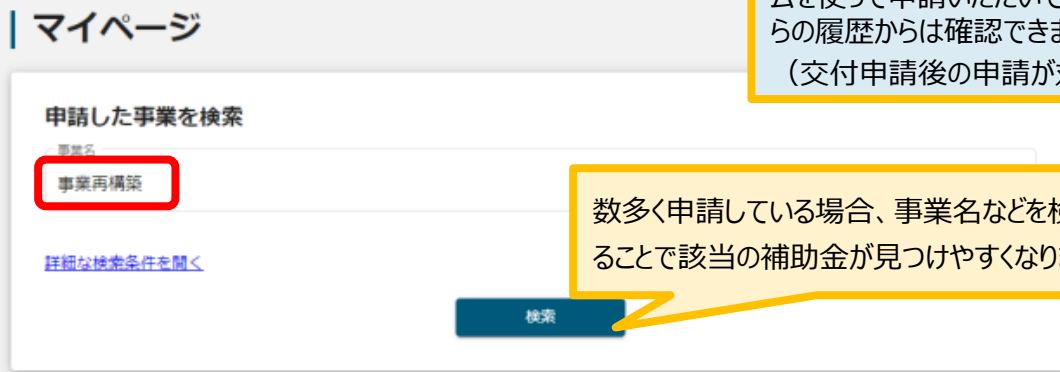 マイページ
らの履歴からは確認できま
（交付申請後の申請が
申請した事業を検索
事業名
事業再構築
数多く申請している場合、事業名などを検
ることで該当の補助金が見つけやすくなり
詳細な検索条件を開く
検索